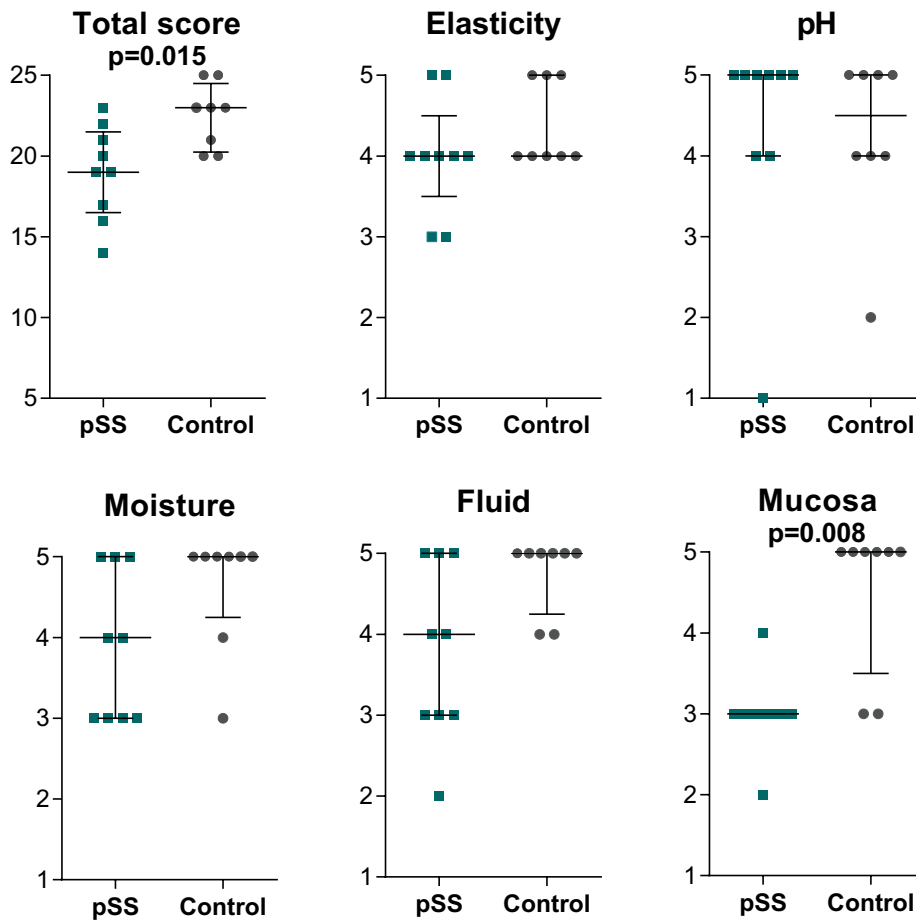 Total score
p=0.015
25
20
15
10
5
pSS Control
Elasticity
5
4
3
2
1
pSS Control
pH
5
4
3
2
1
pSS Control
Moisture
5
4
3
2
1
pSS Control
Fluid
5
4
3
2
1
pSS Control
Mucosa
p=0.008
5
4
3
2
1
pSS Control